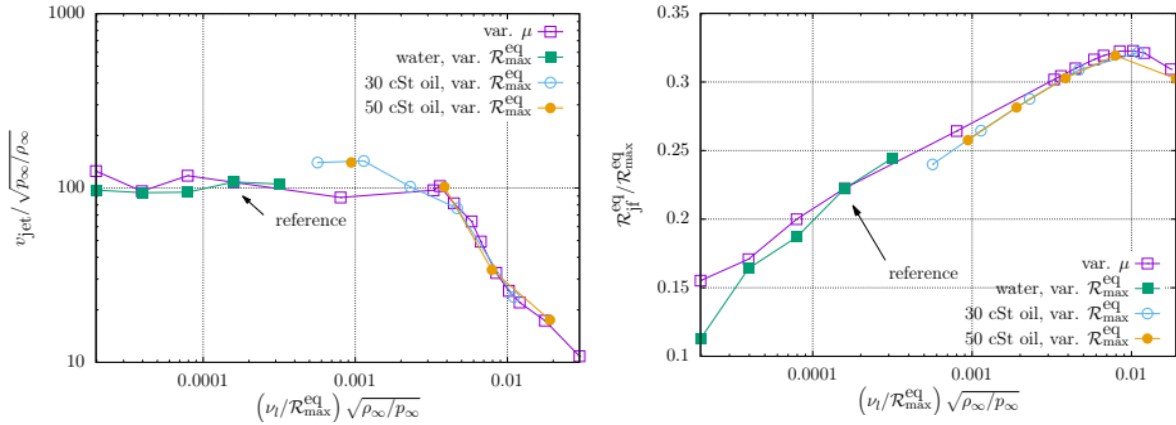 1000
100
10
v_jet/√p_∞/ρ_∞
var. μ
water, var. R_max^eq
30 cSt oil, var. R_max^eq
50 cSt oil, var. R_max^eq
reference
0.0001
0.001
0.01
(ν_l/R_max^eq) √ρ_∞/p_∞
0.35
0.3
0.25
0.2
0.15
0.1
R_jf^eq/R_max^eq
reference
var. μ
water, var. R_max^eq
30 cSt oil, var. R_max^eq
50 cSt oil, var. R_max^eq
0.0001
0.001
0.01
(ν_l/R_max^eq) √ρ_∞/p_∞